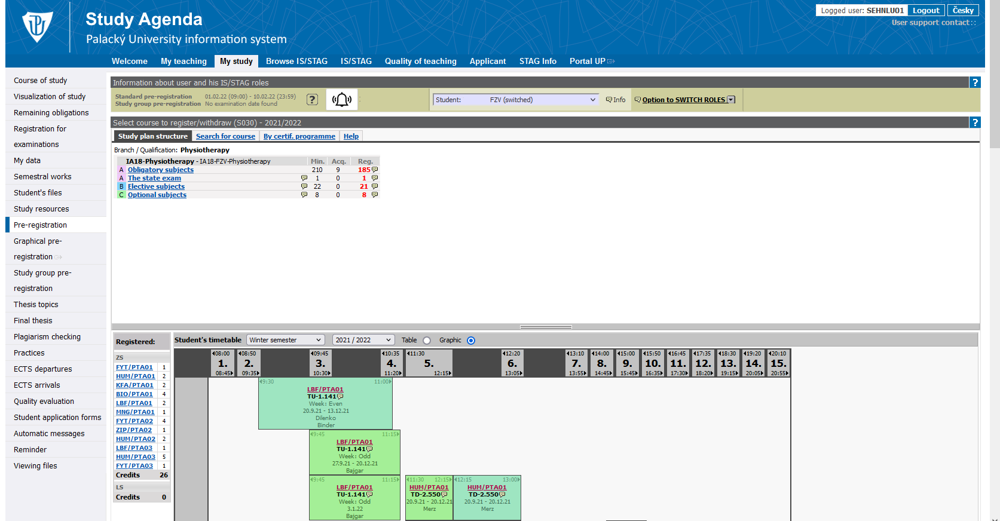 Logged user: SEHNLU01 Logout Česky
User support contact
Study Agenda
Palacký University information system
Welcome My teaching My study Browse IS/STAG IS/STAG Quality of teaching Applicant STAG Info Portal UP
Course of study
Visualization of study
Remaining obligations
Registration for
examinations
My data
Semestral works
Student's files
Study resources
Pre-registration
Graphical pre-
registration
Study group pre-
registration
Thesis topics
Final thesis
Plagiarism checking
Practices
ECTS departures
ECTS arrivals
Quality evaluation
Student application forms
Automatic messages
Reminder
Viewing files
Information about user and his IS/STAG roles ?
Standard pre-registration 01.02.22 (09:00) - 10.02.22 (23:59)
Study group pre-registration No examination date found
?
Student: FZV (switched) Info Option to SWITCH ROLES
Select course to register/withdraw (S030) - 2021/2022 ?
Study plan structure Search for course By certif. programme Help
Branch / Qualification: Physiotherapy
IA18-Physiotherapy - IA18-FZV-Physiotherapy Min. Acq. Reg.
A Obligatory subjects 210 9 185
A The state exam 1 0 1
B Elective subjects 22 0 21
C Optional subjects 8 0 8
Registered:
ZS
FYT/PTA01 1
HUM/PTA01 2
KFA/PTA01 2
BIO/PTA01 4
LBF/PTA01 2
MNG/PTA01 1
FYT/PTA02 4
ZIP/PTA02 1
HUM/PTA02 2
LBF/PTA03 1
HUM/PTA03 5
FYT/PTA03 1
Credits 26
LS
Credits 0
Student's timetable Winter semester 2021 / 2022 Table Graphic
08:00 08:50 09:45 10:35 11:30 12:20 13:10 14:00 15:00 15:50 16:45 17:35 18:30 19:20 20:10
1. 2. 3. 4. 5. 6. 7. 8. 9. 10. 11. 12. 13. 14. 15.
08:45 09:35 10:30 11:20 12:15 13:05 13:55 14:45 15:45 16:35 17:30 18:20 19:15 20:05 20:55
9:30 11:00
LBF/PTA01
TU-1.141
Week: Even
20.9.21 - 13.12.21
Dilenko
Binder
9:45 11:15
LBF/PTA01
TU-1.141
Week: Odd
27.9.21 - 20.12.21
Bajgar
9:45 11:15
LBF/PTA01
TU-1.141
Week: Odd
3.1.22
Bajgar
11:30 12:15
HUM/PTA01
TD-2.550
20.9.21 - 20.12.21
Merz
12:15 13:00
HUM/PTA01
TD-2.550
20.9.21 - 20.12.21
Merz